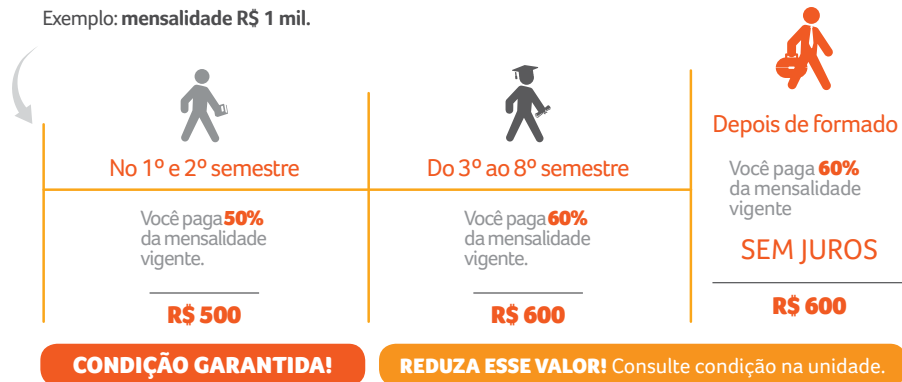 Exemplo: mensalidade R$ 1 mil.
No 1º e 2º semestre
Você paga 50%
da mensalidade
vigente.
R$ 500
CONDIÇÃO GARANTIDA!
Do 3º ao 8º semestre
Você paga 60%
da mensalidade
vigente.
R$ 600
Depois de formado
Você paga 60%
da mensalidade
vigente
SEM JUROS
R$ 600
REDUZA ESSE VALOR! Consulte condição na unidade.